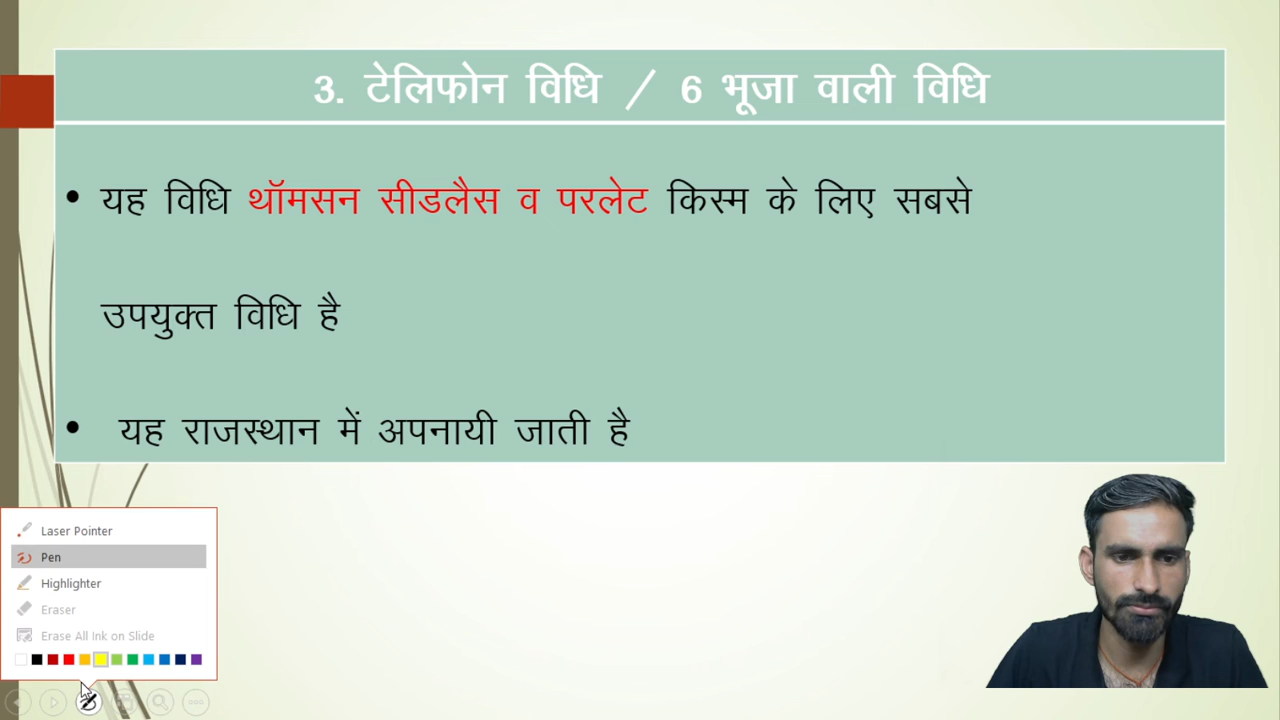 3. टेलिफोन विधि / 6 भूजा वाली विधि
• यह विधि थॉमसन सीडलैस व परलेट किस्म के लिए सबसे
उपयुक्त विधि है
• यह राजस्थान में अपनायी जाती है
Laser Pointer
Pen
Highlighter
Eraser
Erase All Ink on Slide